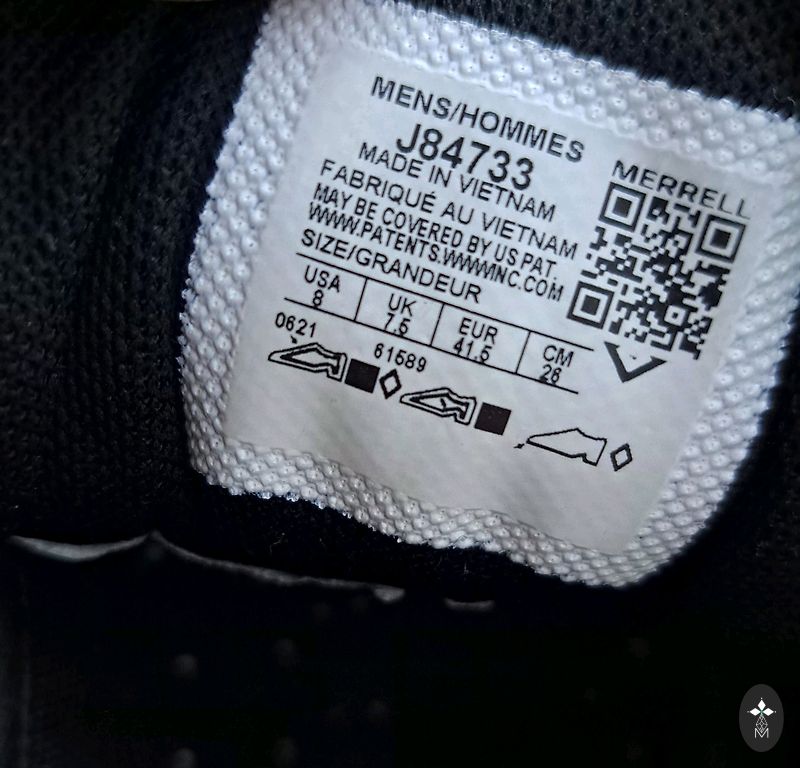 MENS/HOMMES
J84733
MADE IN VIETNAM
FABRIQUÉ AU VIETNAM
MAY BE COVERED BY US PAT.
WWW.PATENTS.WWWINC.COM
SIZE/GRANDEUR
MERRELL
USA UK EUR CM
8 7.5 41.5 26
0621 61589
M